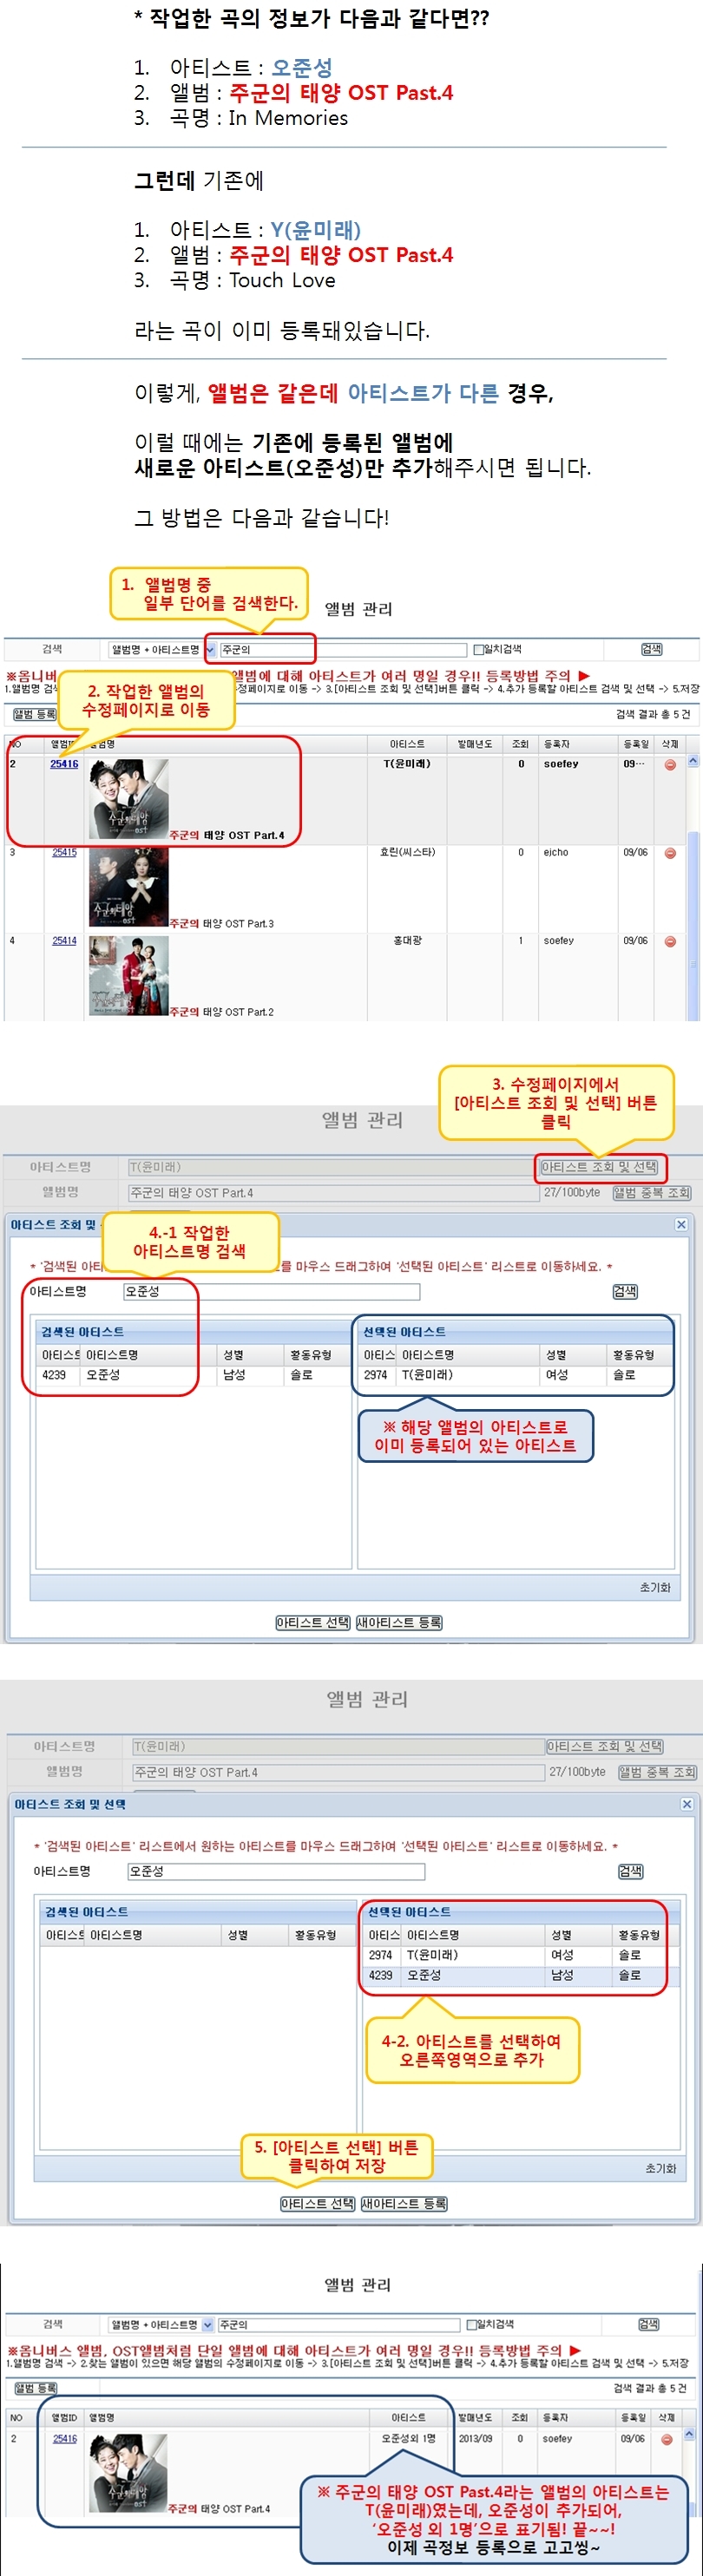 * 작업한 곡의 정보가 다음과 같다면??
1. 아티스트 : 오준성
2. 앨범 : 주군의 태양 OST Past.4
3. 곡명 : In Memories
그런데 기존에
1. 아티스트 : Y(윤미래)
2. 앨범 : 주군의 태양 OST Past.4
3. 곡명 : Touch Love
라는 곡이 이미 등록돼있습니다.
이렇게, 앨범은 같은데 아티스트가 다른 경우,
이럴 때에는 기존에 등록된 앨범에
새로운 아티스트(오준성)만 추가해주시면 됩니다.
그 방법은 다음과 같습니다!
1. 앨범명 중
일부 단어를 검색한다.
앨범 관리
검색 앨범명 + 아티스트명 주군의 일치검색 검색
※옴니버 앨범에 대해 아티스트가 여러 명일 경우!! 등록방법 주의 ▶
2. 작업한 앨범의
수정페이지로 이동
1.앨범명 검색 수정페이지로 이동 -> 3.[아티스트 조회 및 선택]버튼 클릭 -> 4.추가 등록할 아티스트 검색 및 선택 -> 5.저장
앨범 등록 검색 결과 총 5 건
NO 앨범ID 앨범명 아티스트 발매년도 조회 등록자 등록일 삭제
2 25416 T(윤미래) 0 soefey 09···
주군의 태양 ost
주군의 태양 OST Part.4
3 25415 효린(씨스타) 0 ejcho 09/06
주군의 태양 ost
주군의 태양 OST Part.3
4 25414 홍대광 1 soefey 09/06
주군의 태양 OST Part.2
3. 수정페이지에서
[아티스트 조회 및 선택] 버튼
클릭
앨범 관리
아티스트명 T(윤미래) 아티스트 조회 및 선택
앨범명 주군의 태양 OST Part.4 27/100byte 앨범 중복 조회
아티스트 조회 및
4.-1 작업한
아티스트명 검색
* '검색된 아티 를 마우스 드래그하여 '선택된 아티스트' 리스트로 이동하세요. *
아티스트명 오준성 검색
검색된 아티스트 선택된 아티스트
아티스트 아티스트명 성별 활동유형 아티스 아티스트명 성별 활동유형
4239 오준성 남성 솔로 2974 T(윤미래) 여성 솔로
※ 해당 앨범의 아티스트로
이미 등록되어 있는 아티스트
초기화
아티스트 선택 새아티스트 등록
앨범 관리
아티스트명 T(윤미래) 아티스트 조회 및 선택
앨범명 주군의 태양 OST Part.4 27/100byte 앨범 중복 조회
아티스트 조회 및 선택
* '검색된 아티스트' 리스트에서 원하는 아티스트를 마우스 드래그하여 '선택된 아티스트' 리스트로 이동하세요. *
아티스트명 오준성 검색
검색된 아티스트 선택된 아티스트
아티스트 아티스트명 성별 활동유형 아티스 아티스트명 성별 활동유형
2974 T(윤미래) 여성 솔로
4239 오준성 남성 솔로
4-2. 아티스트를 선택하여
오른쪽영역으로 추가
5. [아티스트 선택] 버튼
클릭하여 저장
초기화
아티스트 선택 새아티스트 등록
앨범 관리
검색 앨범명 + 아티스트명 주군의 일치검색 검색
※옴니버스 앨범, OST앨범처럼 단일 앨범에 대해 아티스트가 여러 명일 경우!! 등록방법 주의 ▶
1.앨범명 검색 -> 2.찾는 앨범이 있으면 해당 앨범의 수정페이지로 이동 -> 3.[아티스트 조회 및 선택]버튼 클릭 -> 4.추가 등록할 아티스트 검색 및 선택 -> 5.저장
앨범 등록 검색 결과 총 5 건
NO 앨범ID 앨범명 아티스트 발매년도 조회 등록자 등록일 삭제
2 25416 오준성외 1명 2013/09 0 soefey 09/06
주군의 태양 ost
주군의 태양 OST Part.4
※ 주군의 태양 OST Past.4라는 앨범의 아티스트는
T(윤미래)였는데, 오준성이 추가되어,
'오준성 외 1명'으로 표기됨! 끝~~!
이제 곡정보 등록으로 고고씽~